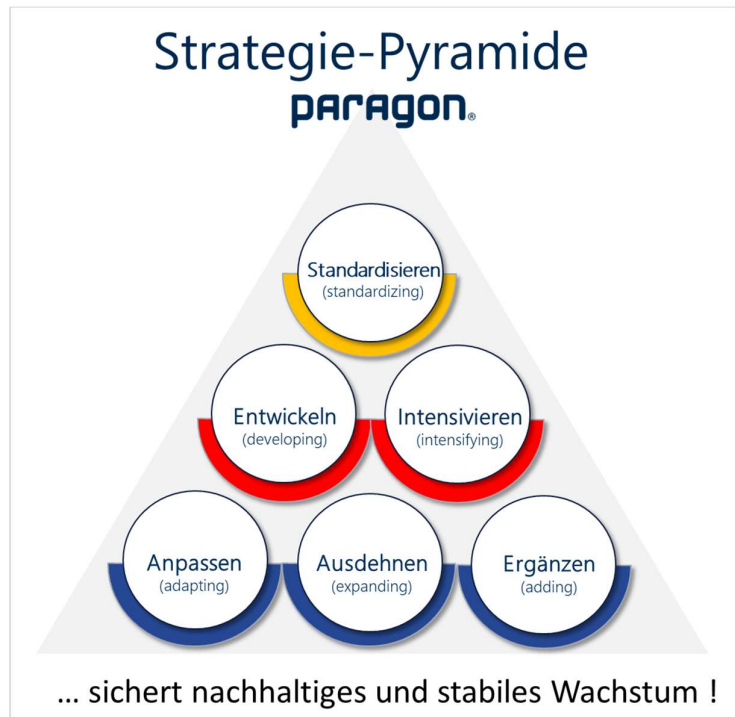 Strategie-Pyramide
paragon®
Standardisieren
(standardizing)
Entwickeln
(developing)
Intensivieren
(intensifying)
Anpassen
(adapting)
Ausdehnen
(expanding)
Ergänzen
(adding)
... sichert nachhaltiges und stabiles Wachstum !